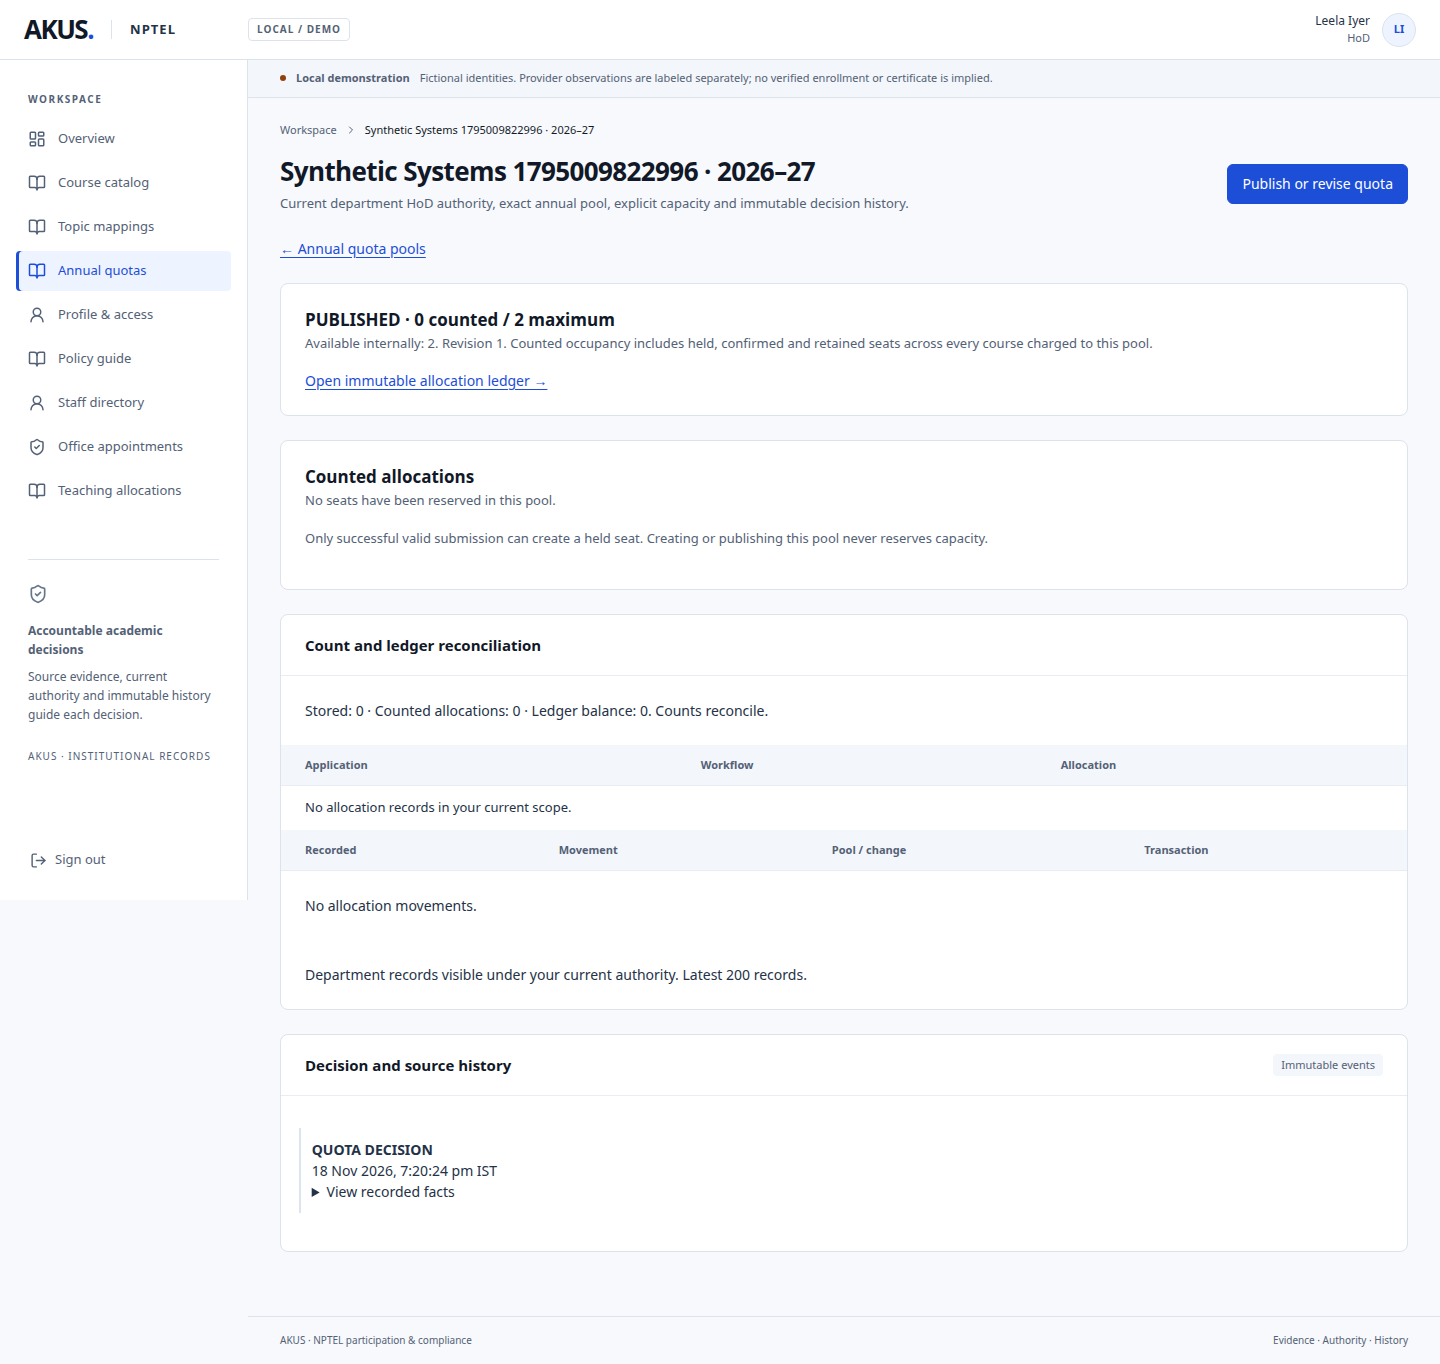 AKUS.
NPTEL
LOCAL / DEMO
Leela Iyer
HoD
LI
WORKSPACE
Overview
Course catalog
Topic mappings
Annual quotas
Profile & access
Policy guide
Staff directory
Office appointments
Teaching allocations
Accountable academic
decisions
Source evidence, current
authority and immutable history
guide each decision.
AKUS · INSTITUTIONAL RECORDS
Sign out
Local demonstration Fictional identities. Provider observations are labeled separately; no verified enrollment or certificate is implied.
Workspace > Synthetic Systems 1795009822996 · 2026–27
Synthetic Systems 1795009822996 · 2026–27
Current department HoD authority, exact annual pool, explicit capacity and immutable decision history.
Publish or revise quota
← Annual quota pools
PUBLISHED · 0 counted / 2 maximum
Available internally: 2. Revision 1. Counted occupancy includes held, confirmed and retained seats across every course charged to this pool.
Open immutable allocation ledger →
Counted allocations
No seats have been reserved in this pool.
Only successful valid submission can create a held seat. Creating or publishing this pool never reserves capacity.
Count and ledger reconciliation
Stored: 0 · Counted allocations: 0 · Ledger balance: 0. Counts reconcile.
Application Workflow Allocation
No allocation records in your current scope.
Recorded Movement Pool / change Transaction
No allocation movements.
Department records visible under your current authority. Latest 200 records.
Decision and source history
Immutable events
QUOTA DECISION
18 Nov 2026, 7:20:24 pm IST
▶ View recorded facts
AKUS · NPTEL participation & compliance
Evidence · Authority · History